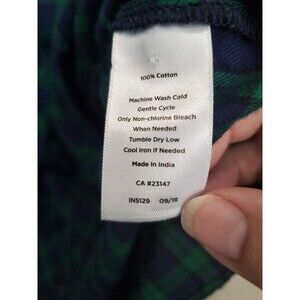 100% Cotton
Machine Wash Cold
Gentle Cycle
Only Non-chlorine Bleach
When Needed
Tumble Dry Low
Cool Iron If Needed
Made In India
CA #23147
IN5129 09/18